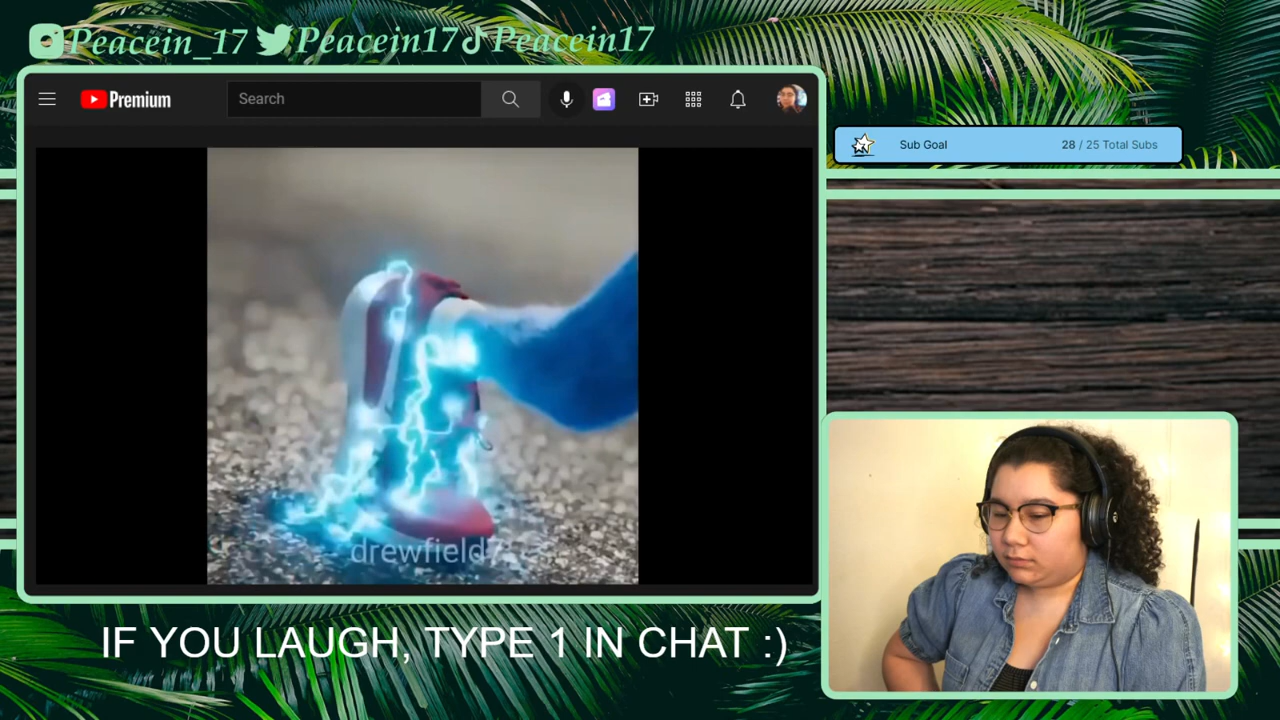 Peacein_17 Peacein17 Peacein17
Premium
Search
Sub Goal
28 / 25 Total Subs
drewfield7
IF YOU LAUGH, TYPE 1 IN CHAT :)